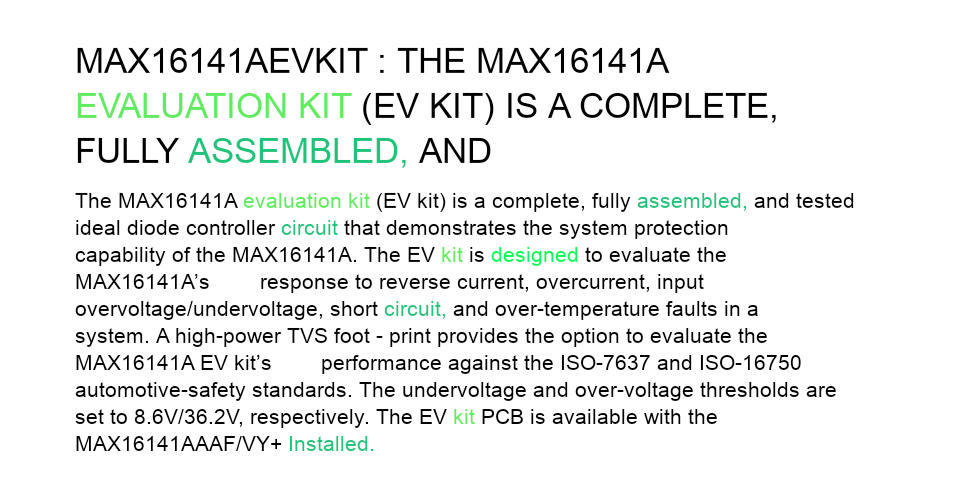 MAX16141AEVKIT : THE MAX16141A
EVALUATION KIT (EV KIT) IS A COMPLETE,
FULLY ASSEMBLED, AND
The MAX16141A evaluation kit (EV kit) is a complete, fully assembled, and tested
ideal diode controller circuit that demonstrates the system protection
capability of the MAX16141A. The EV kit is designed to evaluate the
MAX16141A’s response to reverse current, overcurrent, input
overvoltage/undervoltage, short circuit, and over-temperature faults in a
system. A high-power TVS foot - print provides the option to evaluate the
MAX16141A EV kit’s performance against the ISO-7637 and ISO-16750
automotive-safety standards. The undervoltage and over-voltage thresholds are
set to 8.6V/36.2V, respectively. The EV kit PCB is available with the
MAX16141AAAF/VY+ Installed.